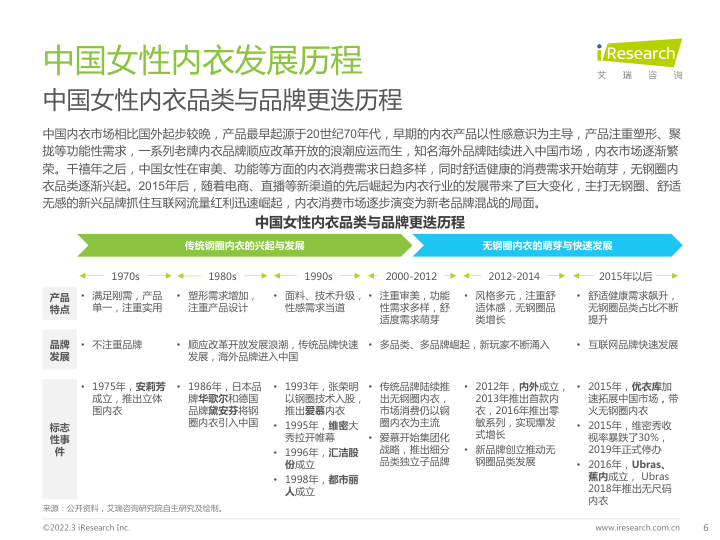 中国女性内衣发展历程
iResearch
艾瑞咨询
中国女性内衣品类与品牌更迭历程
中国内衣市场相比国外起步较晚，产品最早起源于20世纪70年代，早期的内衣产品以性感意识为主导，产品注重塑形、聚
拢等功能性需求，一系列老牌内衣品牌顺应改革开放的浪潮应运而生，知名海外品牌陆续进入中国市场，内衣市场逐渐繁
荣。千禧年之后，中国女性在审美、功能等方面的内衣消费需求日趋多样，同时舒适健康的消费需求开始萌芽，无钢圈内
衣品类逐渐兴起。2015年后，随着电商、直播等新渠道的先后崛起为内衣行业的发展带来了巨大变化，主打无钢圈、舒适
无感的新兴品牌抓住互联网流量红利迅速崛起，内衣消费市场逐步演变为新老品牌混战的局面。
中国女性内衣品类与品牌更迭历程
传统钢圈内衣的兴起与发展
无钢圈内衣的萌芽与快速发展
1970s
1980s
1990s
2000-2012
2012-2014
2015年以后
产品
特点
• 满足刚需，产品
单一，注重实用
• 塑形需求增加，
注重产品设计
• 面料、技术升级，
性感需求当道
• 注重审美，功能
性需求多样，舒
适度需求萌芽
• 风格多元，注重舒
适体感，无钢圈品
类增长
• 舒适健康需求飙升，
无钢圈品类占比不断
提升
品牌
发展
• 不注重品牌
• 顺应改革开放发展浪潮，传统品牌快速
发展，海外品牌进入中国
• 多品类、多品牌崛起，新玩家不断涌入
• 互联网品牌快速发展
标志
性事
件
• 1975年，安莉芳
成立，推出立体
围内衣
• 1986年，日本品
牌华歌尔和德国
品牌黛安芬将钢
圈内衣引入中国
• 1993年，张荣明
以钢圈技术入股，
推出爱慕内衣
• 1995年，维密大
秀拉开帷幕
• 1996年，汇洁股
份成立
• 1998年，都市丽
人成立
• 传统品牌陆续推
出无钢圈内衣，
市场消费仍以钢
圈内衣为主流
• 爱慕开始集团化
战略，推出细分
品类独立子品牌
• 2012年，内外成立，
2013年推出首款内
衣，2016年推出零
敏系列，实现爆发
式增长
• 新品牌创立推动无
钢圈品类发展
• 2015年，优衣库加
速拓展中国市场，带
火无钢圈内衣
• 2015年，维密秀收
视率暴跌了30%，
2019年正式停办
• 2016年，Ubras、
蕉内成立， Ubras
2018年推出无尺码
内衣
来源：公开资料，艾瑞咨询研究院自主研究及绘制。
©2022.3 iResearch Inc.
www.iresearch.com.cn
6